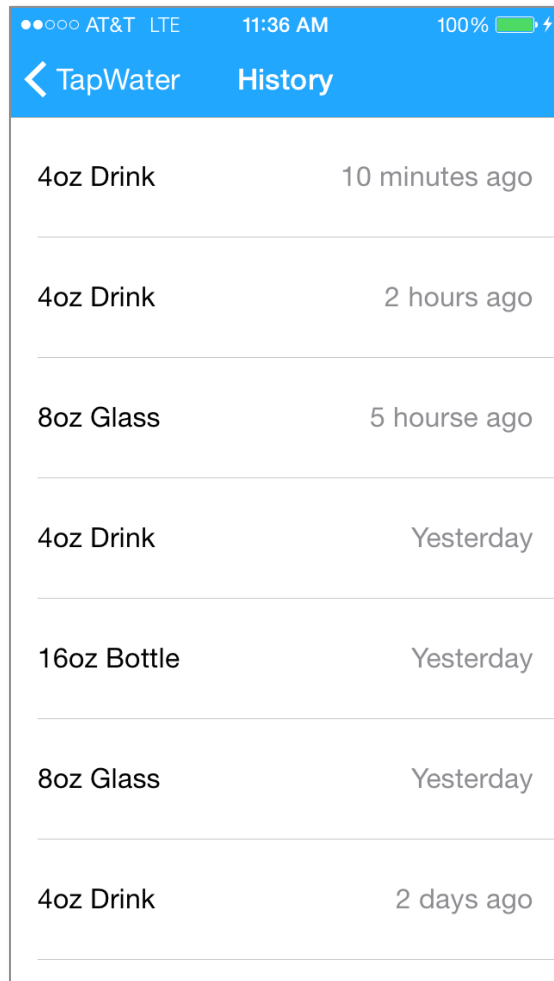 AT&T LTE 11:36 AM 100%
TapWater History
4oz Drink 10 minutes ago
4oz Drink 2 hours ago
8oz Glass 5 hourse ago
4oz Drink Yesterday
16oz Bottle Yesterday
8oz Glass Yesterday
4oz Drink 2 days ago